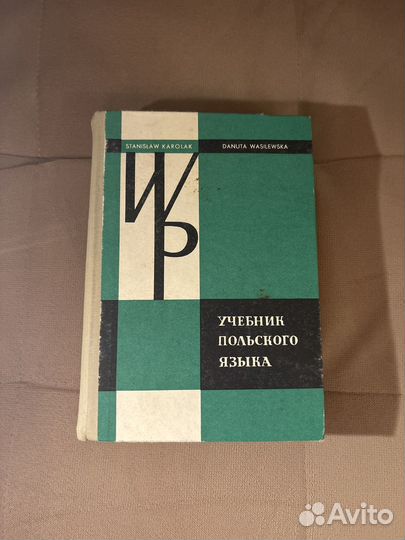 STANISŁAW KAROLAK DANUTA WASILEWSKA
WP
УЧЕБНИК
ПОЛЬСКОГО
ЯЗЫКА
Avito